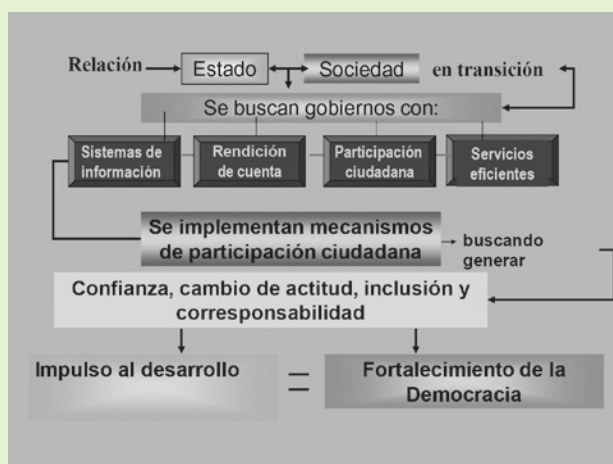 Relación Estado Sociedad en transición
Se buscan gobiernos con:
Sistemas de
información
Rendición
de cuenta
Participación
ciudadana
Servicios
eficientes
Se implementan mecanismos
de participación ciudadana
buscando
generar
Confianza, cambio de actitud, inclusión y
corresponsabilidad
Impulso al desarrollo
=
Fortalecimiento de la
Democracia